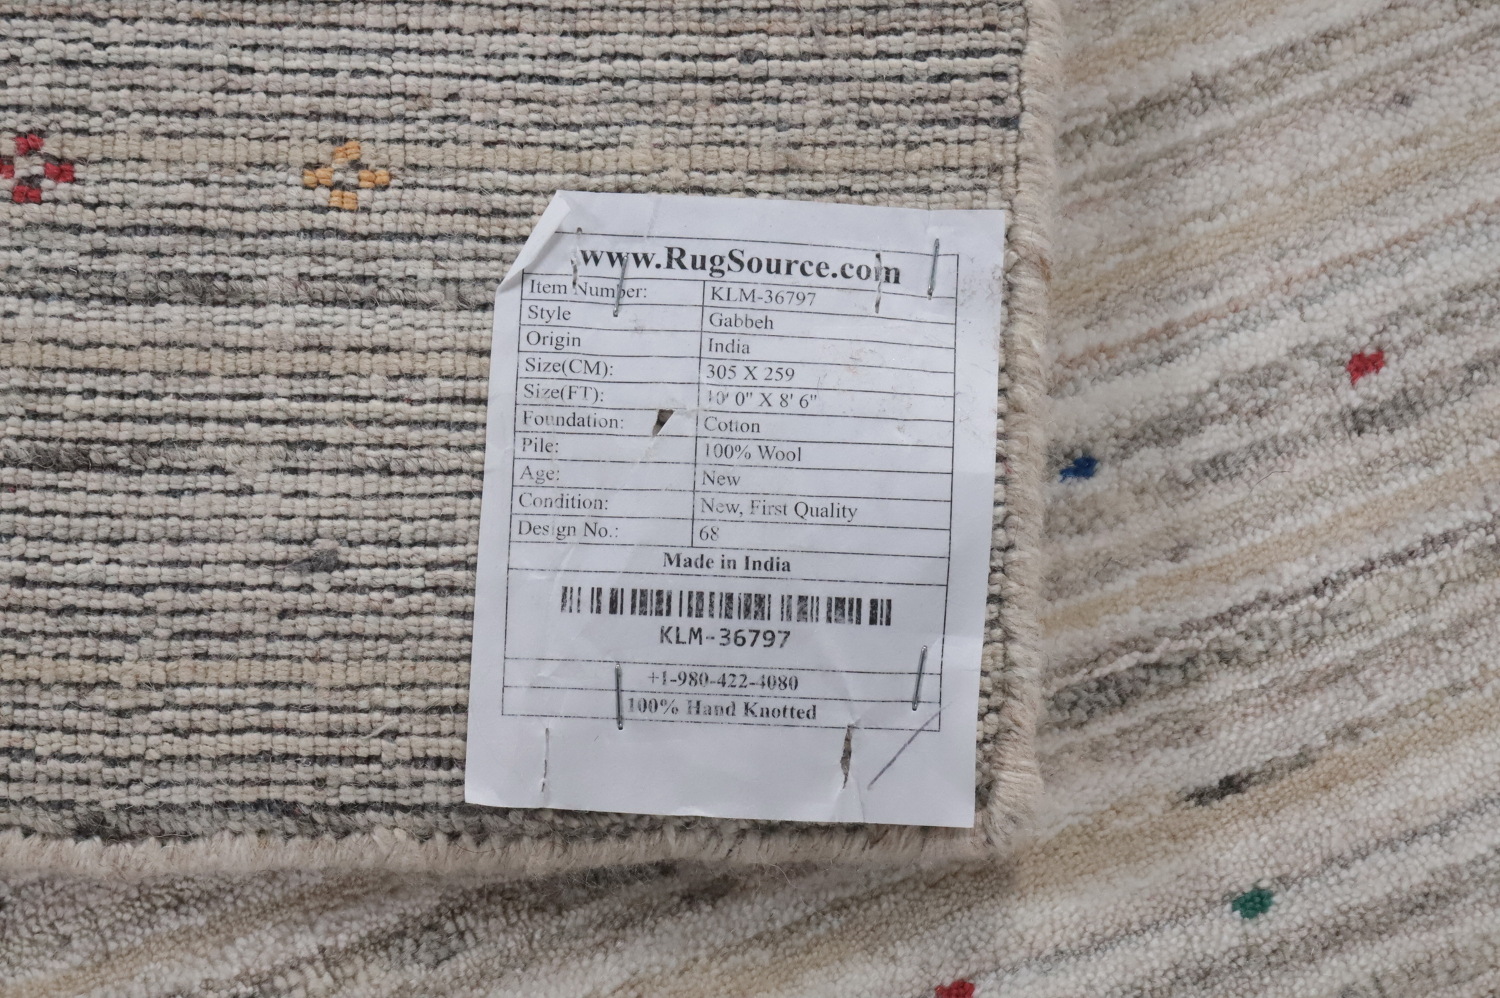 www.RugSource.com
Item Number: KLM-36797
Style Gabbeh
Origin India
Size(CM): 305 X 259
Size(FT): 10' 0" X 8' 6"
Foundation: Cotton
Pile: 100% Wool
Age: New
Condition: New, First Quality
Design No.: 68
Made in India
KLM-36797
+1-980-422-4080
100% Hand Knotted